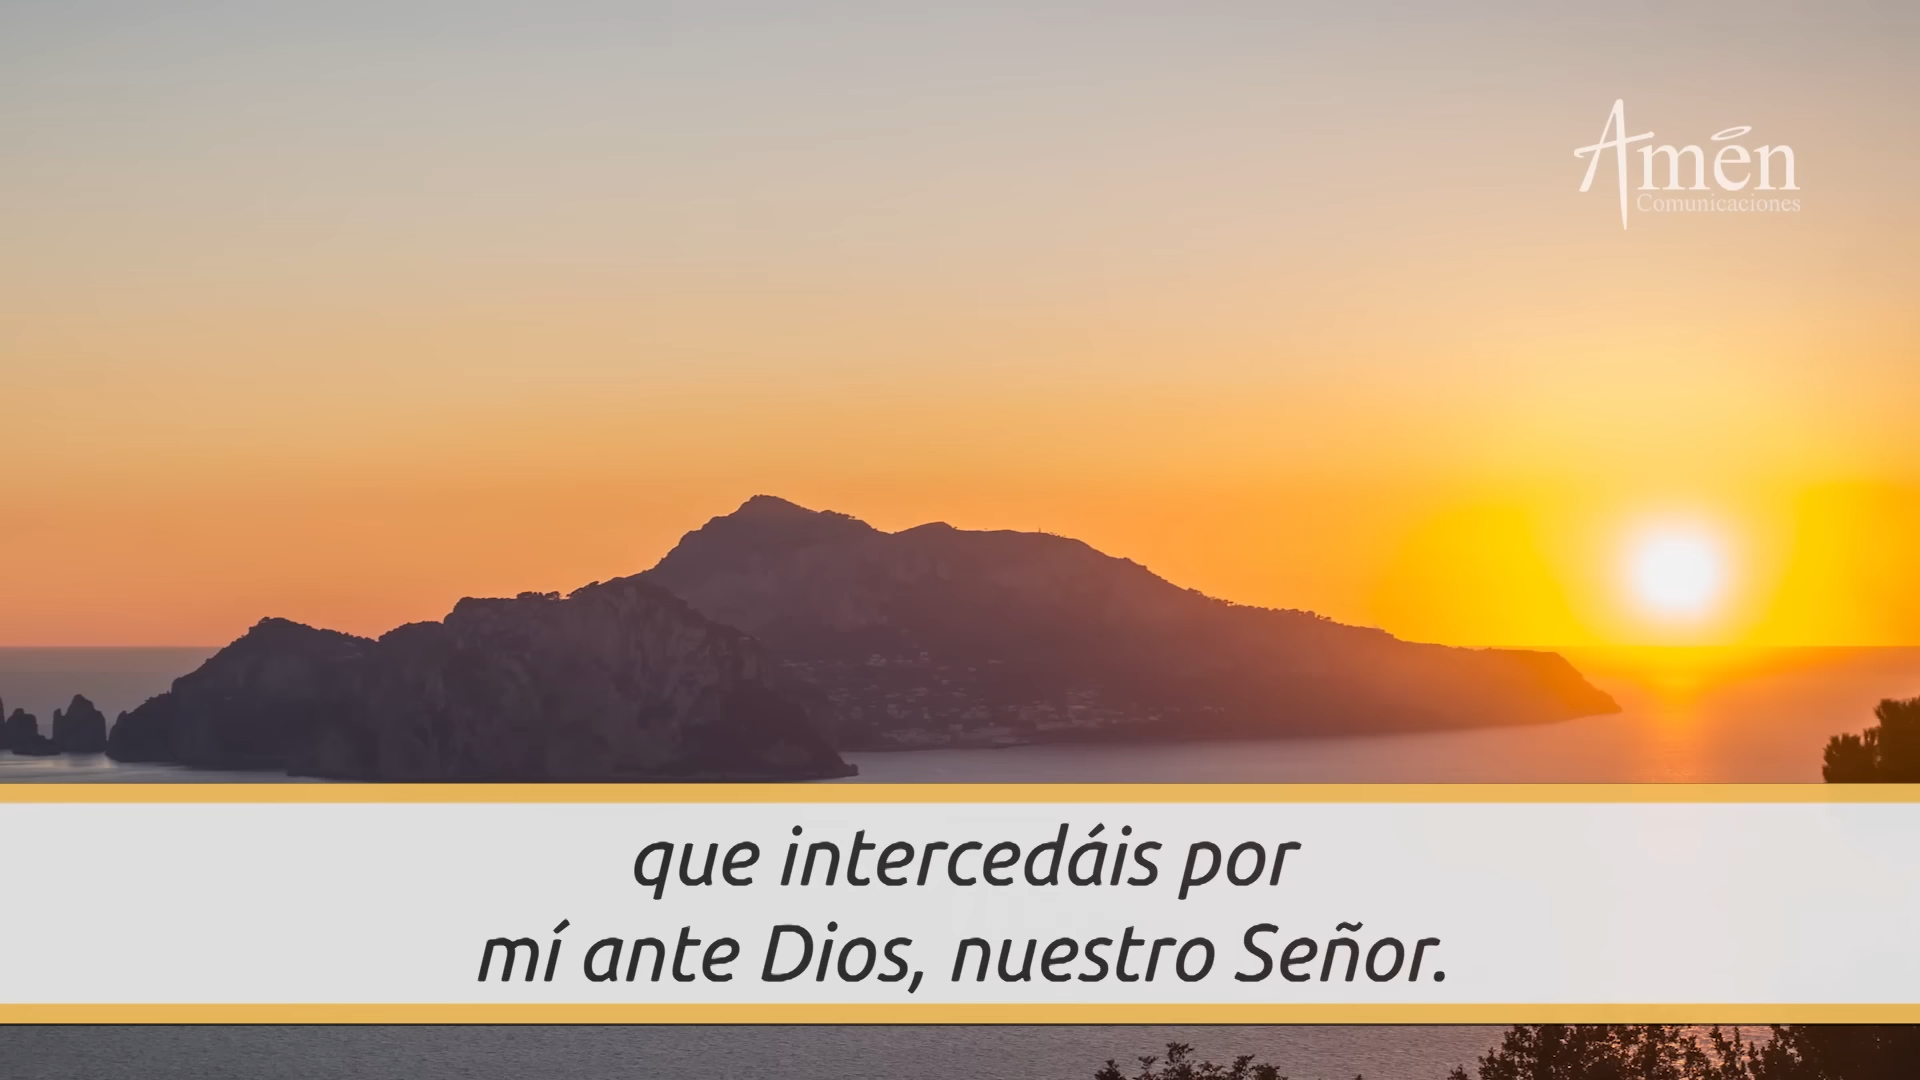 Amén
Comunicaciones
que intercedáis por
mí ante Dios, nuestro Señor.